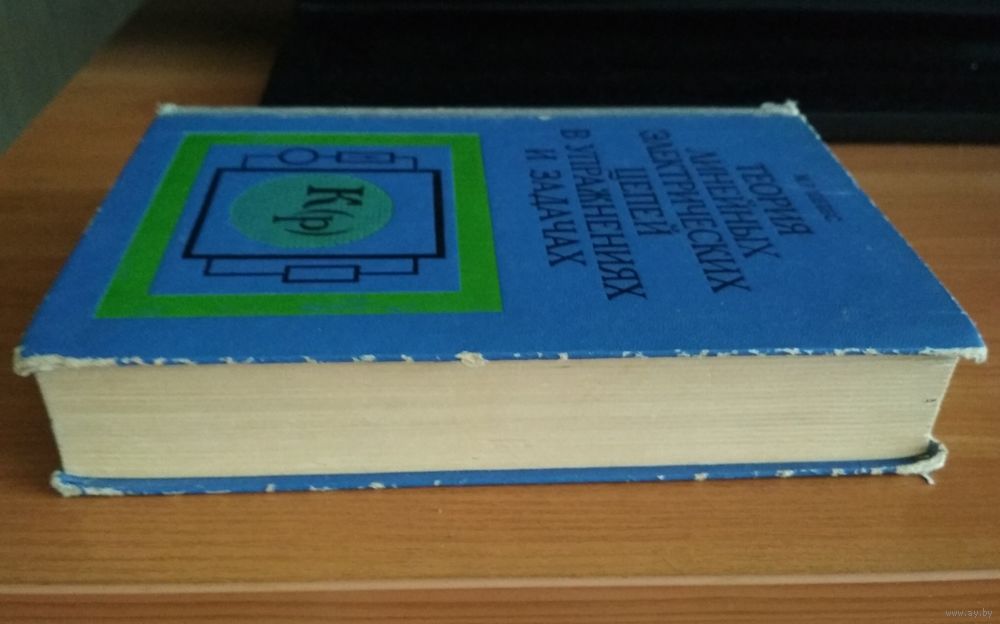 ТЕОРИЯ
ЛИНЕЙНЫХ
ЭЛЕКТРИЧЕСКИХ
ЦЕПЕЙ
В УПРАЖНЕНИЯХ
И ЗАДАЧАХ
K(p)
www.ay.by